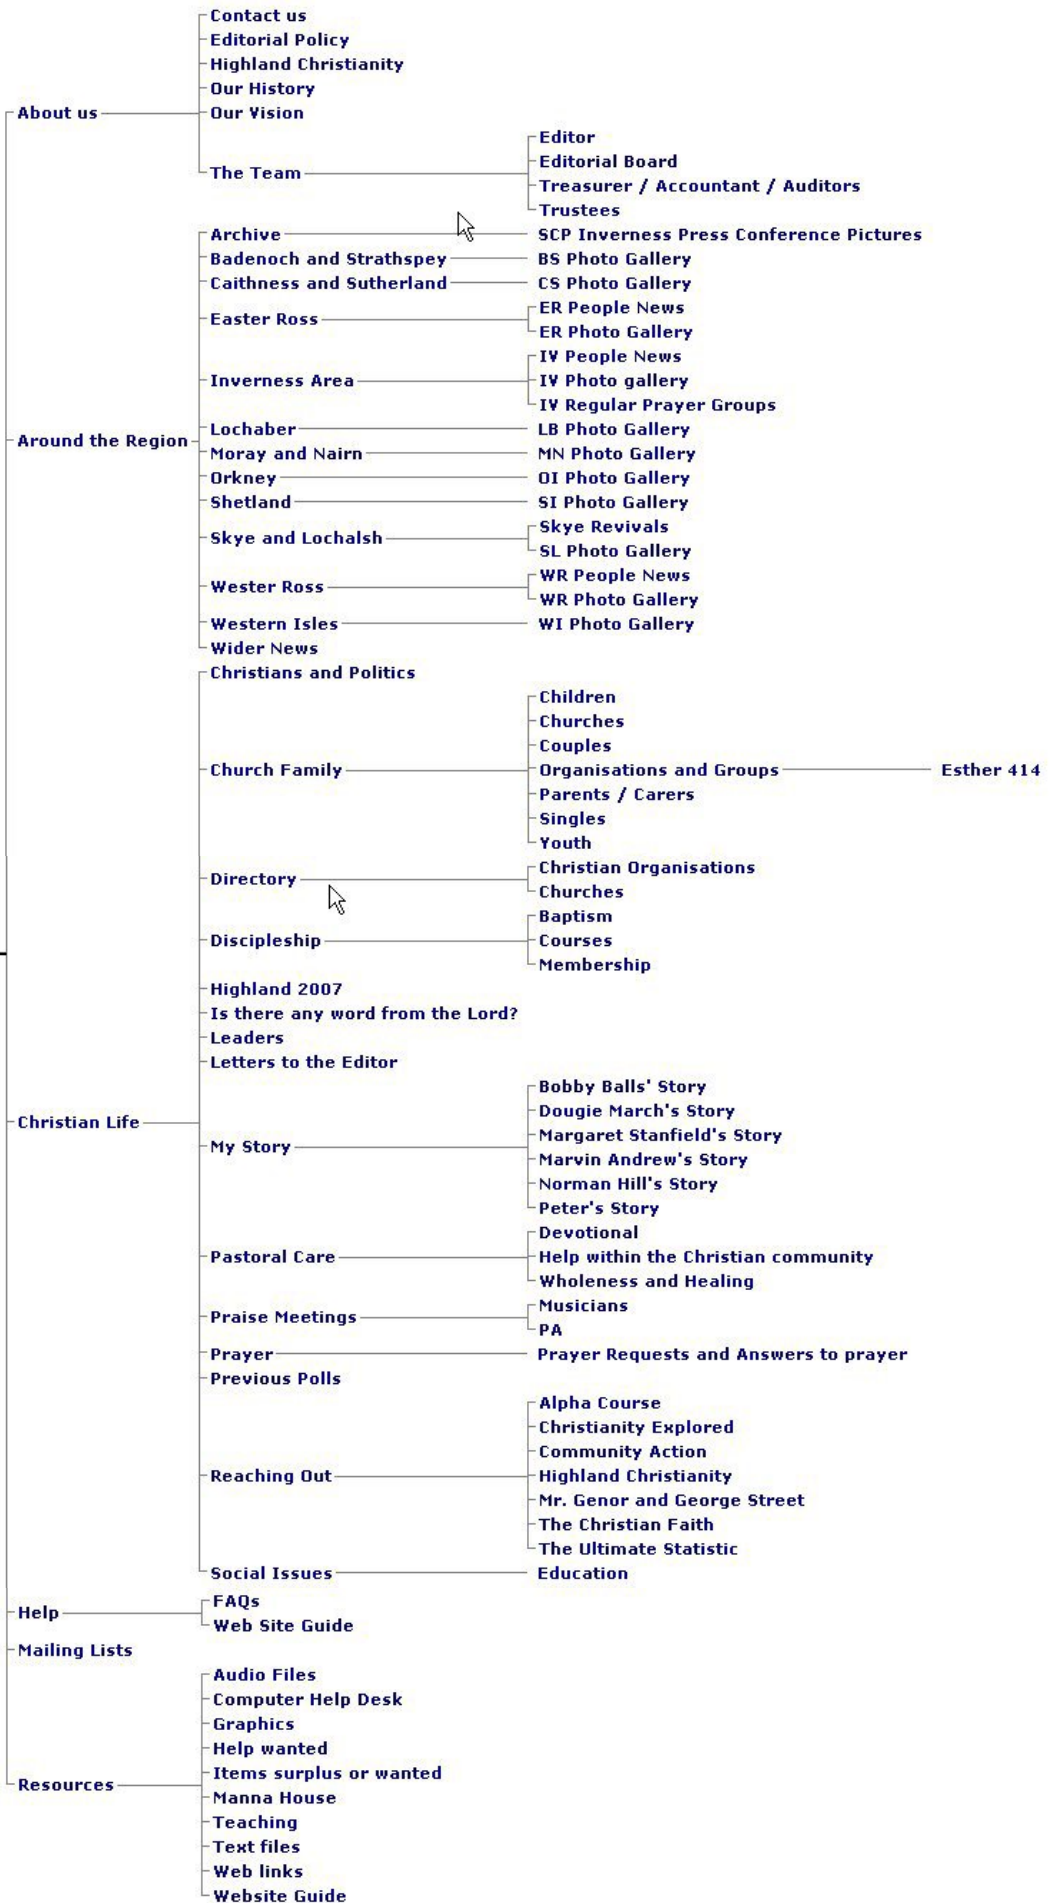 Contact us
Editorial Policy
Highland Christianity
Our History
About us Our Vision
Editor
Editorial Board
The Team
Treasurer / Accountant / Auditors
Trustees
Archive SCP Inverness Press Conference Pictures
Badenoch and Strathspey BS Photo Gallery
Caithness and Sutherland CS Photo Gallery
ER People News
Easter Ross
ER Photo Gallery
IV People News
Inverness Area IV Photo gallery
IV Regular Prayer Groups
Lochaber LB Photo Gallery
Around the Region
Moray and Nairn MN Photo Gallery
Orkney OI Photo Gallery
Shetland SI Photo Gallery
Skye Revivals
Skye and Lochalsh
SL Photo Gallery
WR People News
Wester Ross
WR Photo Gallery
Western Isles WI Photo Gallery
Wider News
Christians and Politics
Children
Churches
Couples
Church Family Organisations and Groups Esther 414
Parents / Carers
Singles
Youth
Christian Organisations
Directory
Churches
Baptism
Discipleship Courses
Membership
Highland 2007
Is there any word from the Lord?
Leaders
Letters to the Editor
Bobby Balls' Story
Dougie March's Story
Christian Life
Margaret Stanfield's Story
My Story
Marvin Andrew's Story
Norman Hill's Story
Peter's Story
Devotional
Pastoral Care Help within the Christian community
Wholeness and Healing
Musicians
Praise Meetings
PA
Prayer Prayer Requests and Answers to prayer
Previous Polls
Alpha Course
Christianity Explored
Community Action
Reaching Out Highland Christianity
Mr. Genor and George Street
The Christian Faith
The Ultimate Statistic
Social Issues Education
FAQs
Help
Web Site Guide
Mailing Lists
Audio Files
Computer Help Desk
Graphics
Help wanted
Items surplus or wanted
Resources
Manna House
Teaching
Text files
Web links
Website Guide